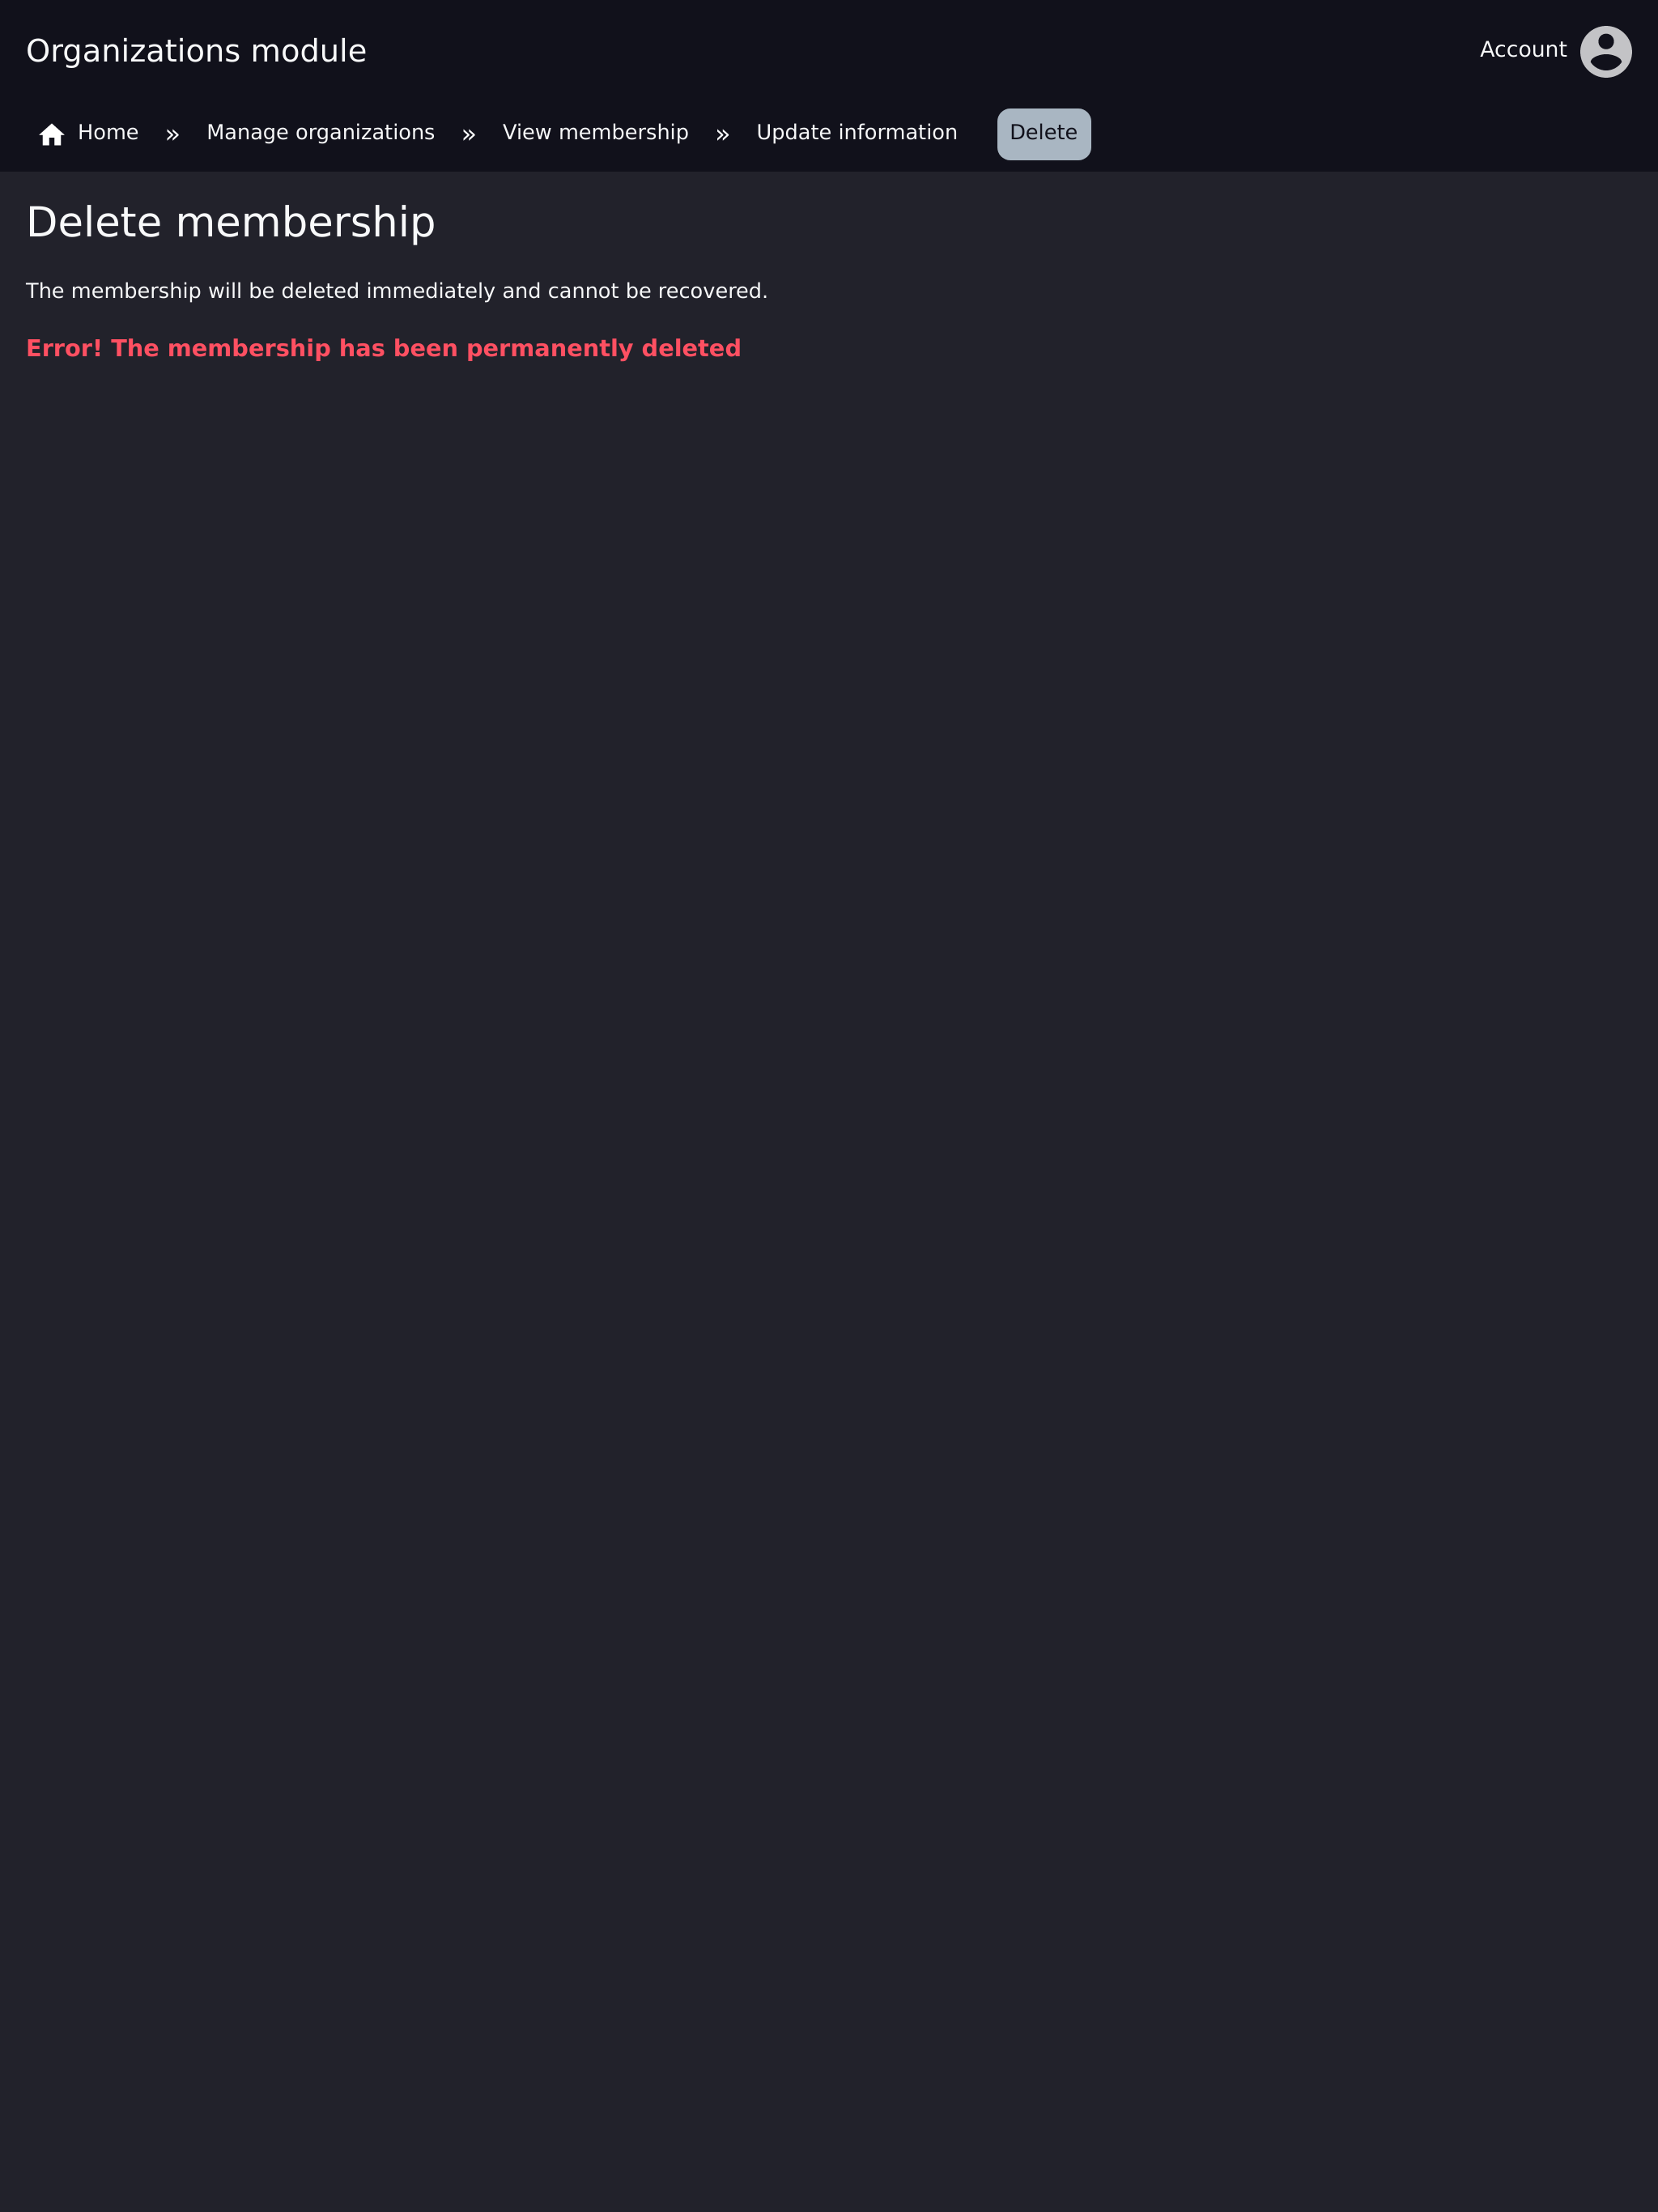 Organizations module
Account
Home » Manage organizations » View membership » Update information Delete
Delete membership
The membership will be deleted immediately and cannot be recovered.
Error! The membership has been permanently deleted